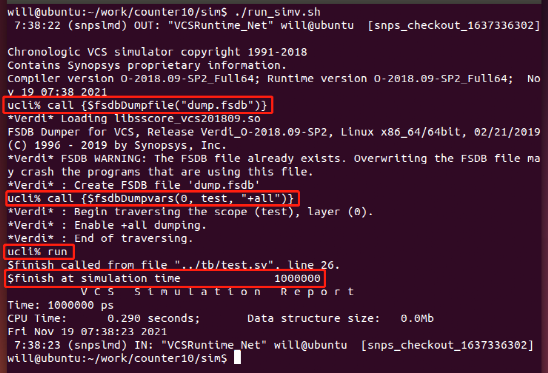 will@ubuntu:~/work/counter10/sim$ ./run_simv.sh
7:38:22 (snpslmd) OUT: "VCSRuntime_Net" will@ubuntu [snps_checkout_1637336302]
Chronologic VCS simulator copyright 1991-2018
Contains Synopsys proprietary information.
Compiler version O-2018.09-SP2_Full64; Runtime version O-2018.09-SP2_Full64; No
v 19 07:38 2021
ucli% call {$fsdbDumpfile("dump.fsdb")}
*Verdi* Loading libsscore_vcs201809.so
FSDB Dumper for VCS, Release Verdi_O-2018.09-SP2, Linux x86_64/64bit, 02/21/2019
(C) 1996 - 2019 by Synopsys, Inc.
*Verdi* FSDB WARNING: The FSDB file already exists. Overwriting the FSDB file ma
y crash the programs that are using this file.
*Verdi* : Create FSDB file 'dump.fsdb'
ucli% call {$fsdbDumpvars(0, test, "+all")}
*Verdi* : Begin traversing the scope (test), layer (0).
*Verdi* : Enable +all dumping.
*Verdi* : End of traversing.
ucli% run
$finish called from file "../tb/test.sv", line 26.
$finish at simulation time 1000000
V C S S i m u l a t i o n R e p o r t
Time: 1000000 ps
CPU Time: 0.290 seconds; Data structure size: 0.0Mb
Fri Nov 19 07:38:23 2021
7:38:23 (snpslmd) IN: "VCSRuntime_Net" will@ubuntu [snps_checkout_1637336302]
will@ubuntu:~/work/counter10/sim$